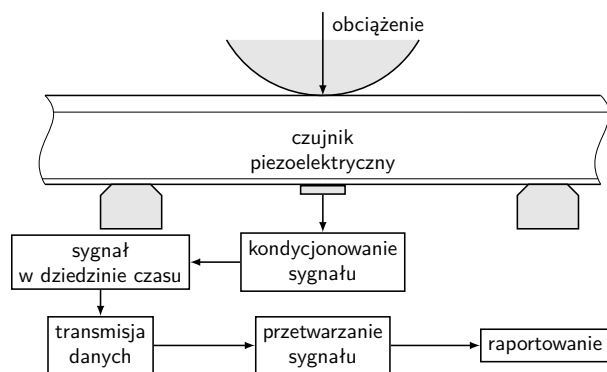 obciążenie
czujnik
piezoelektryczny
sygnał
w dziedzinie czasu
kondycjonowanie
sygnału
transmisja
danych
przetwarzanie
sygnału
raportowanie